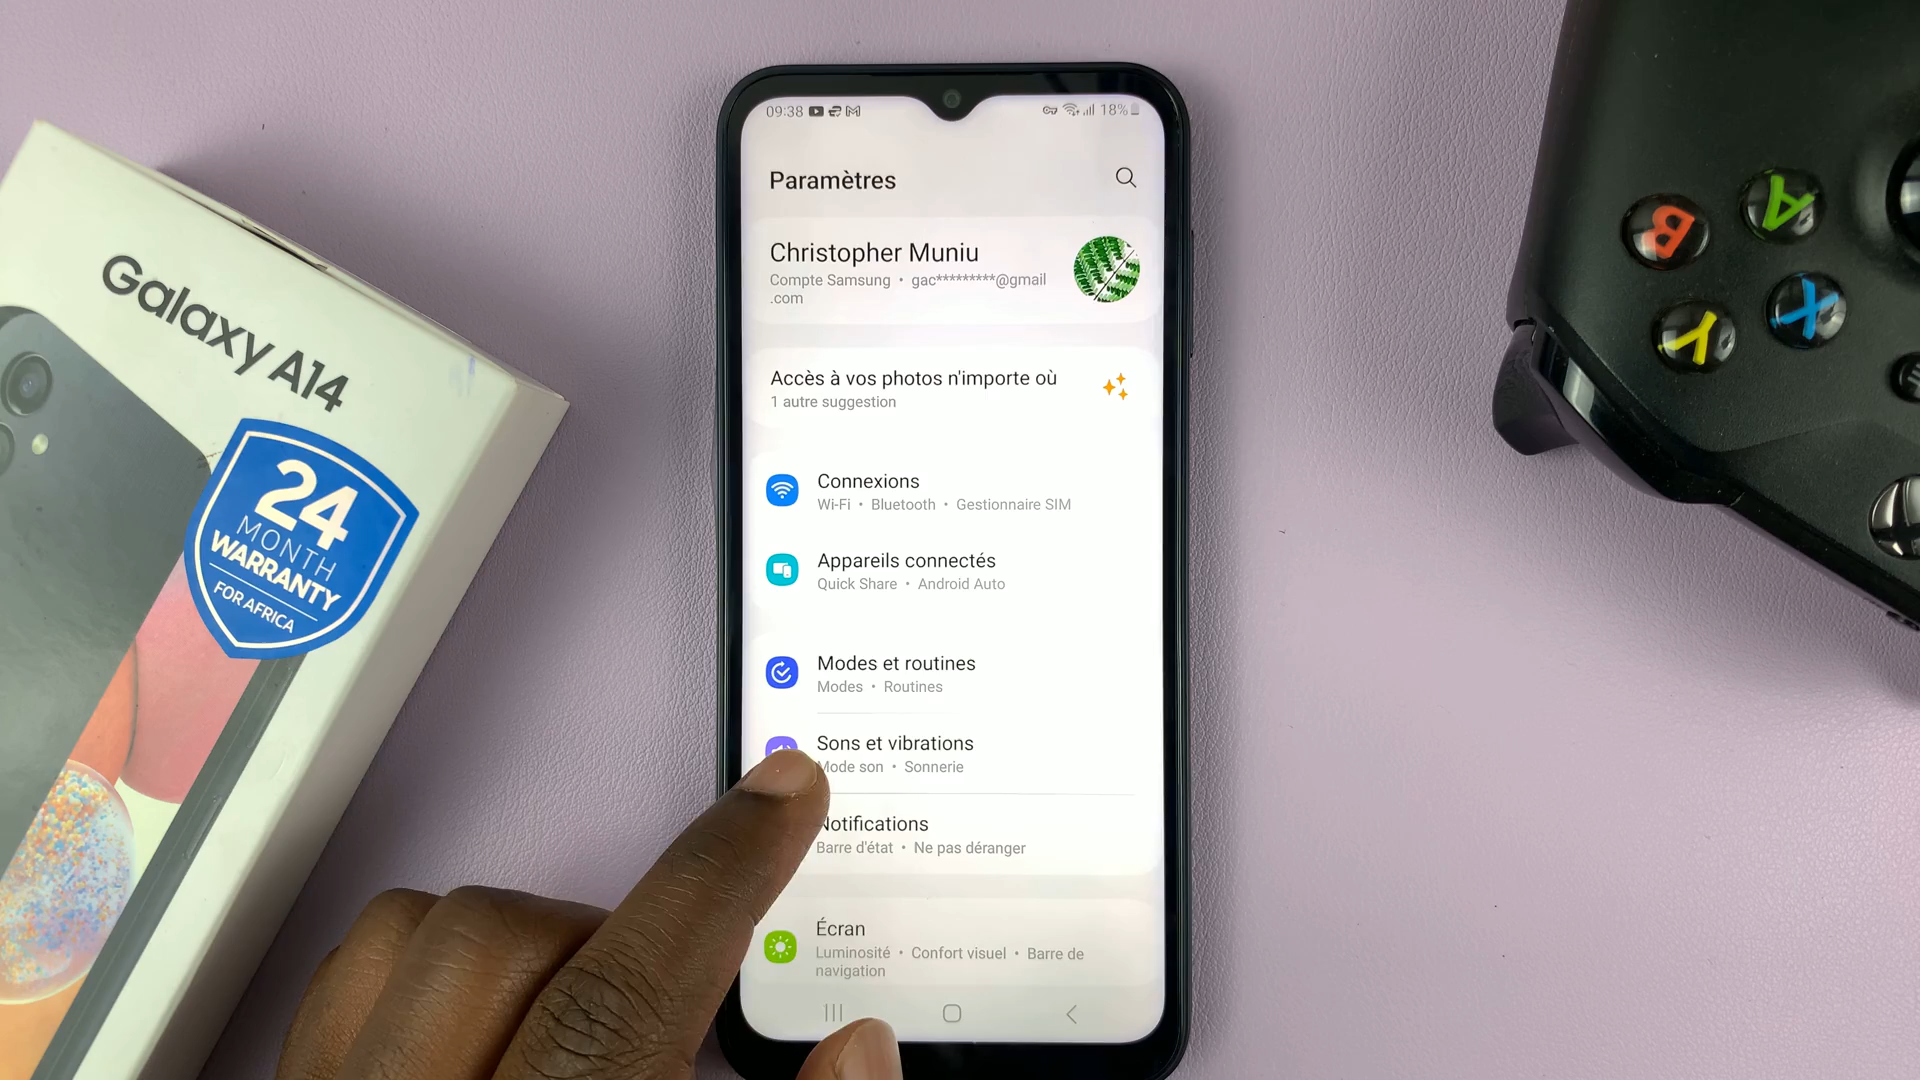 Galaxy A14
24
MONTH
WARRANTY
FOR AFRICA
09:38
18%
Paramètres
Christopher Muniu
Compte Samsung • gac*********@gmail
.com
Accès à vos photos n'importe où
1 autre suggestion
Connexions
Wi-Fi • Bluetooth • Gestionnaire SIM
Appareils connectés
Quick Share • Android Auto
Modes et routines
Modes • Routines
Sons et vibrations
Mode son • Sonnerie
Notifications
Barre d'état • Ne pas déranger
Écran
Luminosité • Confort visuel • Barre de
navigation
B
A
Y
X